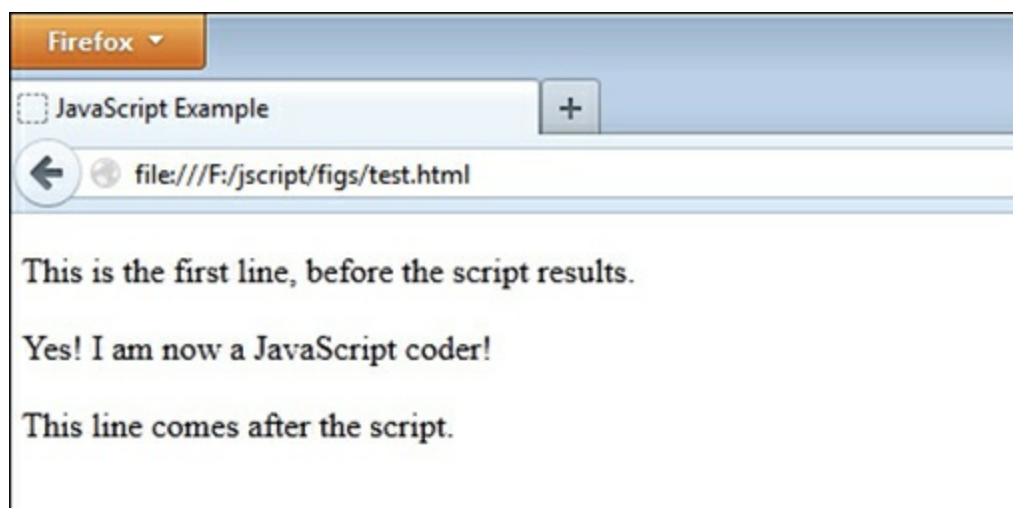 Firefox
JavaScript Example
+
file:///F:/jscript/figs/test.html
This is the first line, before the script results.
Yes! I am now a JavaScript coder!
This line comes after the script.